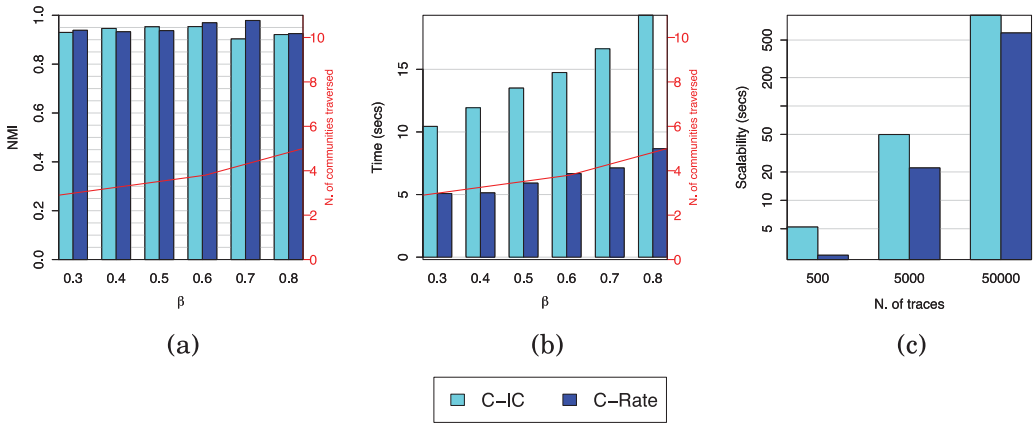 NMI
1.0
0.8
0.6
0.4
0.2
0.0
0.3 0.4 0.5 0.6 0.7 0.8
β
10
8
6
4
2
0
N. of communities traversed
(a)
Time (secs)
15
10
5
0
0.3 0.4 0.5 0.6 0.7 0.8
β
10
8
6
4
2
0
N. of communities traversed
(b)
Scalability (secs)
500
200
50
20
10
5
500 5000 50000
N. of traces
(c)
C−IC C−Rate